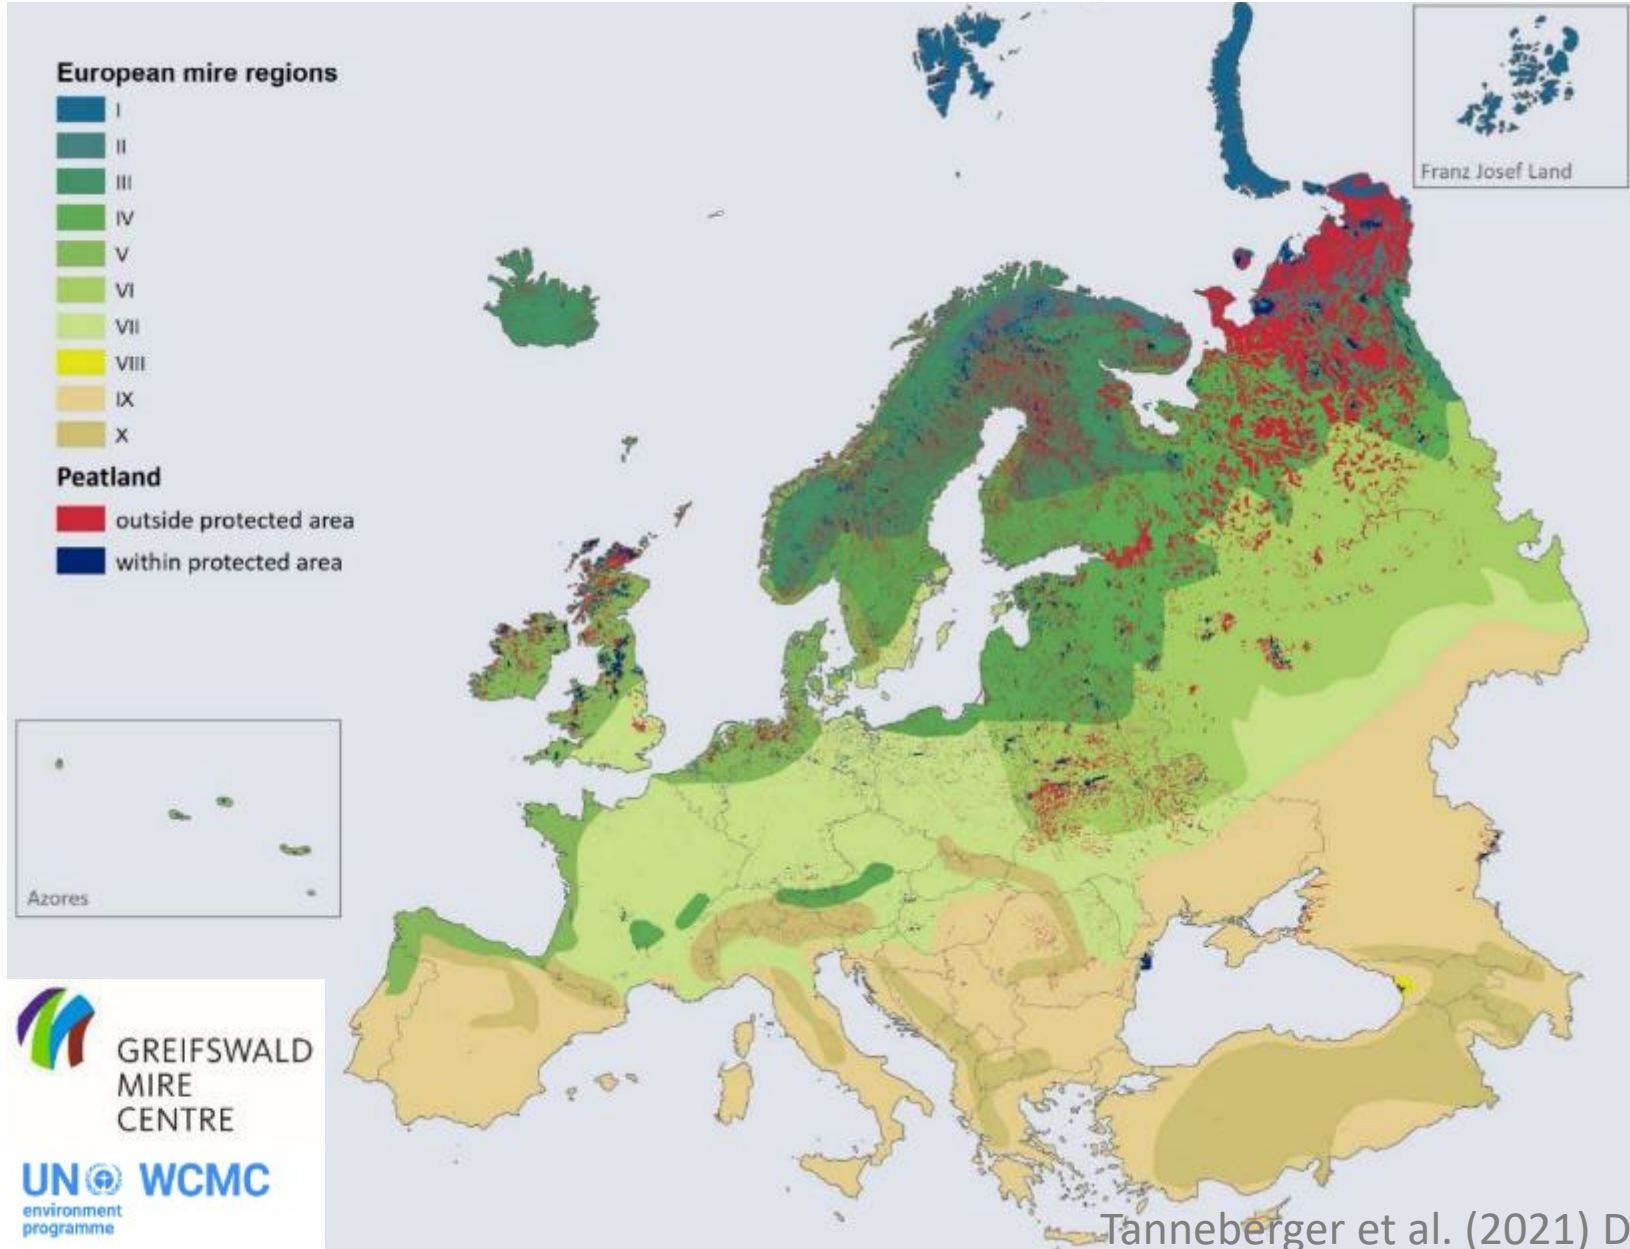 European mire regions
I
II
III
IV
V
VI
VII
VIII
IX
X
Peatland
outside protected area
within protected area
Franz Josef Land
Azores
GREIFSWALD
MIRE
CENTRE
UN WCMC
environment
programme
Tanneberger et al. (2021) D